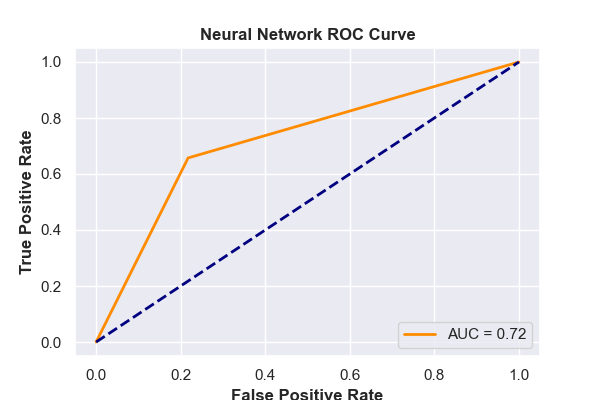 Neural Network ROC Curve
1.0
0.8
0.6
0.4
0.2
0.0
True Positive Rate
AUC = 0.72
0.0 0.2 0.4 0.6 0.8 1.0
False Positive Rate